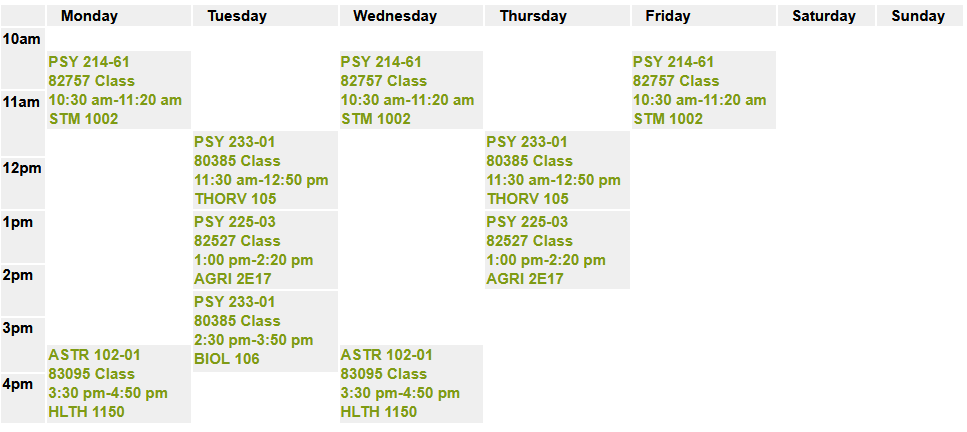 Monday Tuesday Wednesday Thursday Friday Saturday Sunday
10am
PSY 214-61 PSY 214-61 PSY 214-61
82757 Class 82757 Class 82757 Class
11am 10:30 am-11:20 am 10:30 am-11:20 am 10:30 am-11:20 am
STM 1002 STM 1002 STM 1002
PSY 233-01 PSY 233-01
80385 Class 80385 Class
12pm 11:30 am-12:50 pm 11:30 am-12:50 pm
THORV 105 THORV 105
1pm PSY 225-03 PSY 225-03
82527 Class 82527 Class
1:00 pm-2:20 pm 1:00 pm-2:20 pm
2pm AGRI 2E17 AGRI 2E17
PSY 233-01
80385 Class
3pm 2:30 pm-3:50 pm
BIOL 106
ASTR 102-01 ASTR 102-01
83095 Class 83095 Class
4pm 3:30 pm-4:50 pm 3:30 pm-4:50 pm
HLTH 1150 HLTH 1150